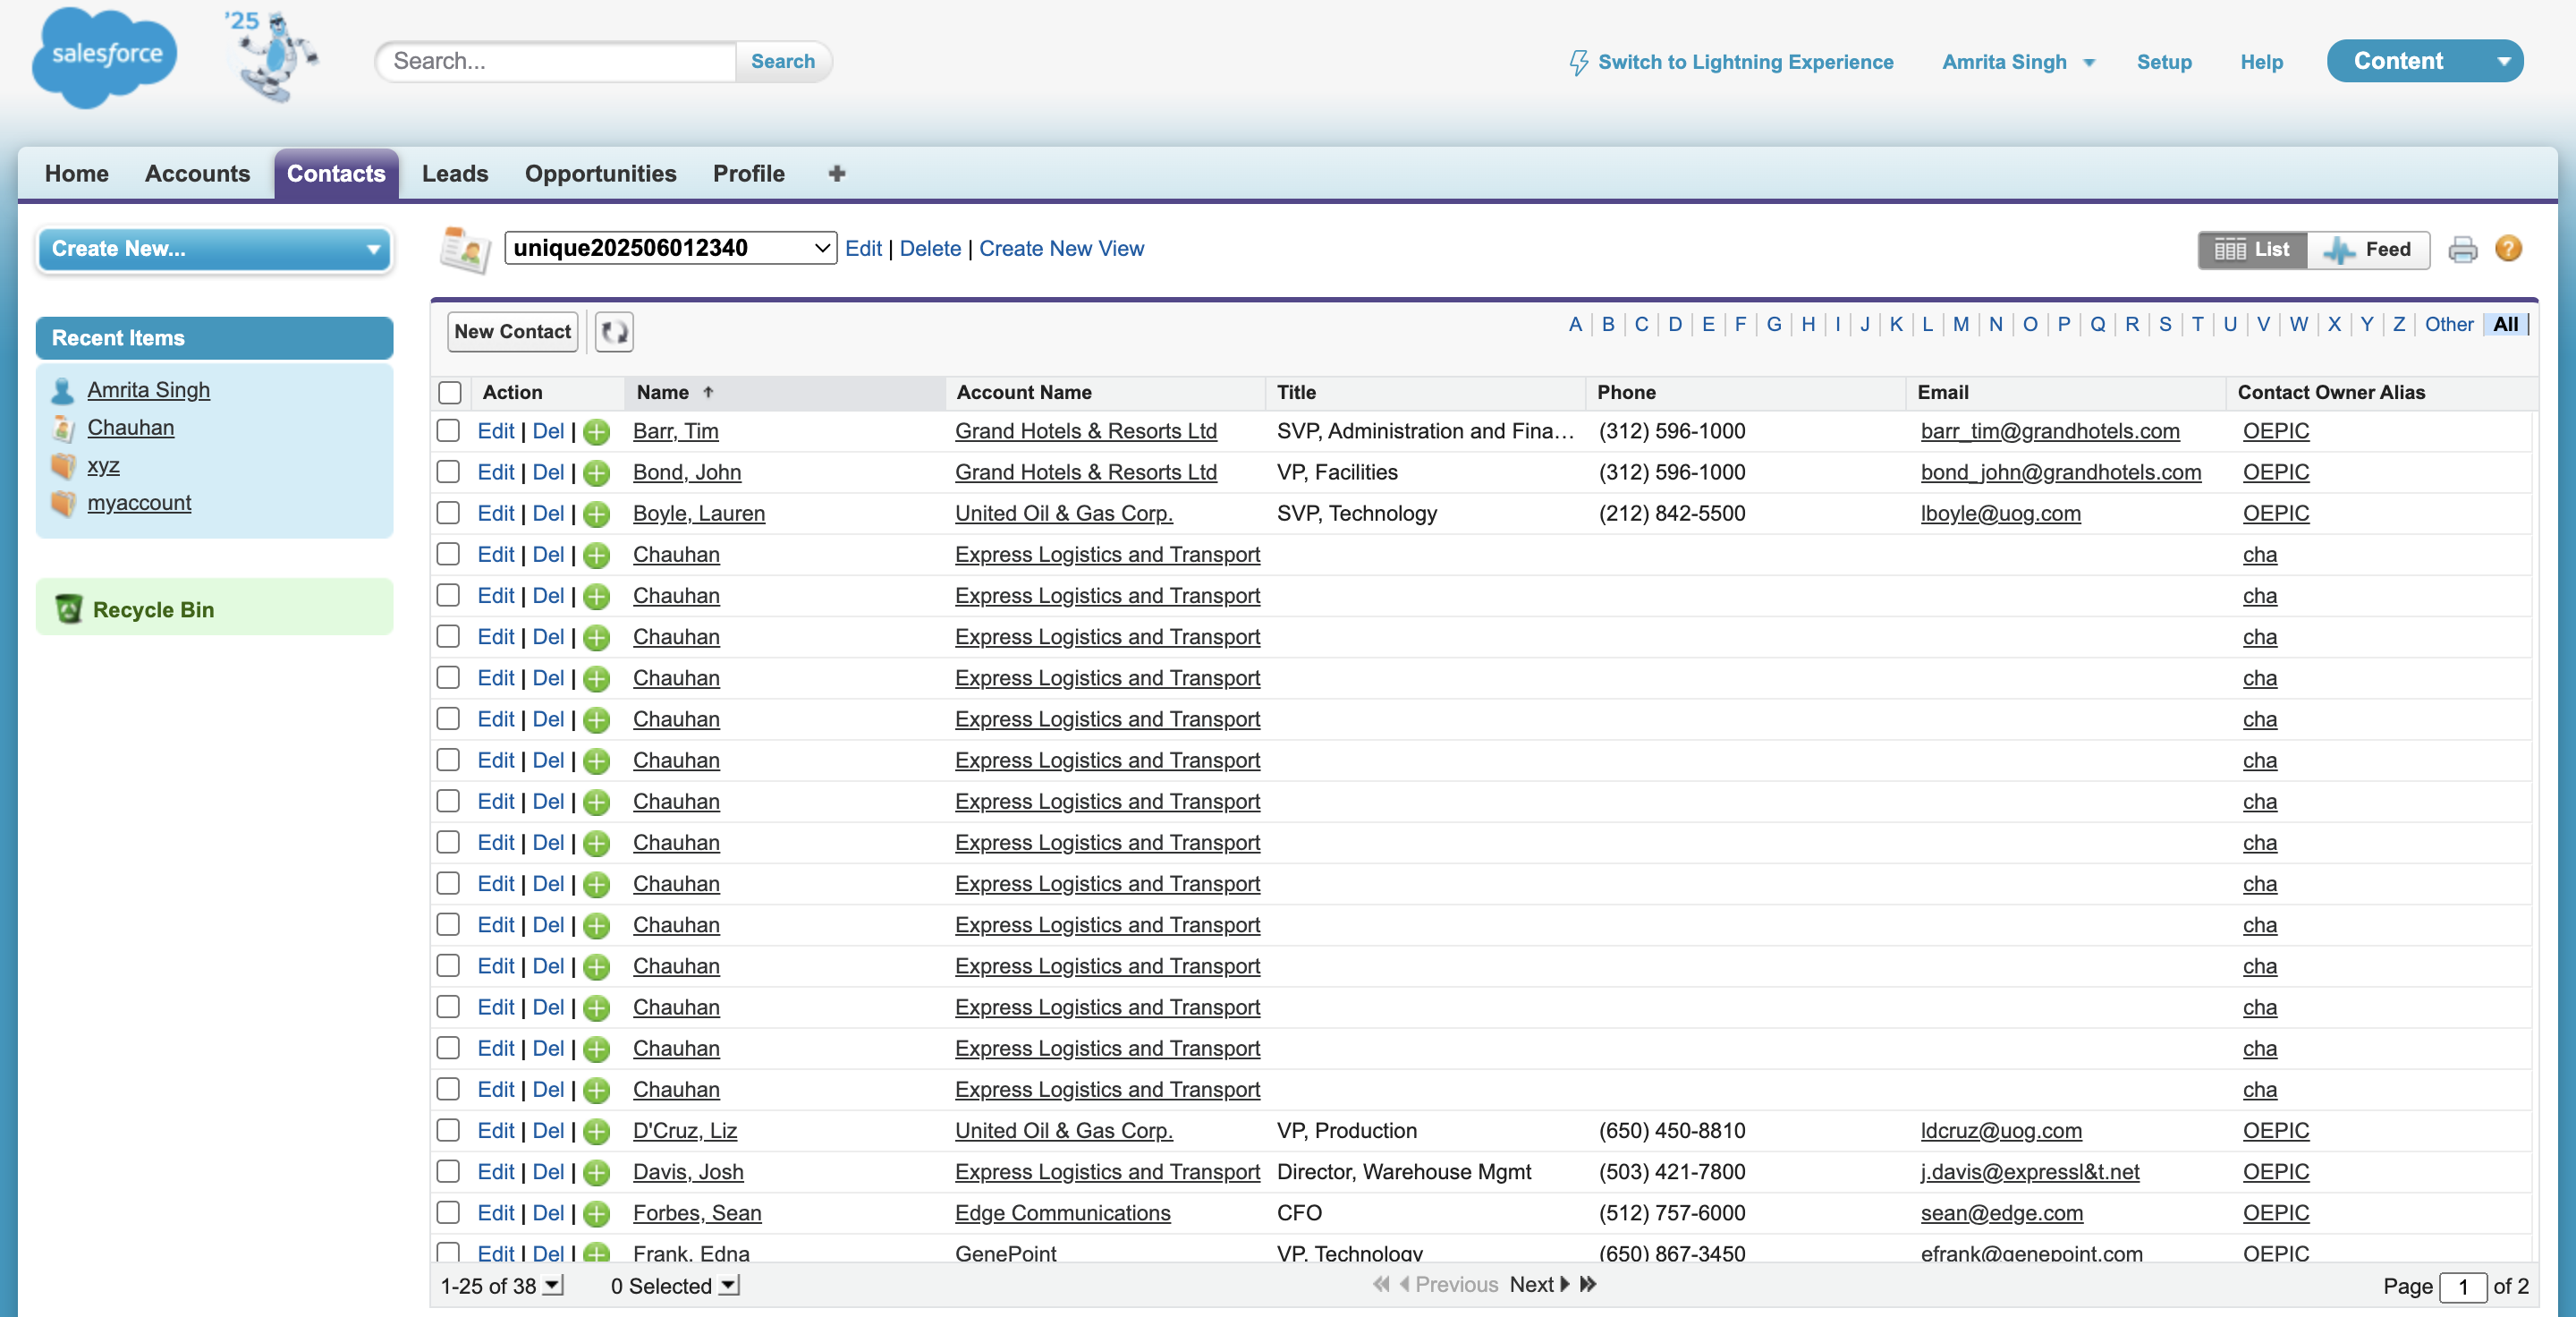 salesforce
'25
Search... Search
Switch to Lightning Experience Amrita Singh Setup Help Content
Home Accounts Contacts Leads Opportunities Profile
Create New...
Recent Items
Amrita Singh
Chauhan
xyz
myaccount
Recycle Bin
unique202506012340 Edit | Delete | Create New View List Feed ?
New Contact A | B | C | D | E | F | G | H | I | J | K | L | M | N | O | P | Q | R | S | T | U | V | W | X | Y | Z | Other | All
Action Name Account Name Title Phone Email Contact Owner Alias
Edit | Del | Barr, Tim Grand Hotels & Resorts Ltd SVP, Administration and Fina... (312) 596-1000 barr_tim@grandhotels.com OEPIC
Edit | Del | Bond, John Grand Hotels & Resorts Ltd VP, Facilities (312) 596-1000 bond_john@grandhotels.com OEPIC
Edit | Del | Boyle, Lauren United Oil & Gas Corp. SVP, Technology (212) 842-5500 lboyle@uog.com OEPIC
Edit | Del | Chauhan Express Logistics and Transport cha
Edit | Del | Chauhan Express Logistics and Transport cha
Edit | Del | Chauhan Express Logistics and Transport cha
Edit | Del | Chauhan Express Logistics and Transport cha
Edit | Del | Chauhan Express Logistics and Transport cha
Edit | Del | Chauhan Express Logistics and Transport cha
Edit | Del | Chauhan Express Logistics and Transport cha
Edit | Del | Chauhan Express Logistics and Transport cha
Edit | Del | Chauhan Express Logistics and Transport cha
Edit | Del | Chauhan Express Logistics and Transport cha
Edit | Del | Chauhan Express Logistics and Transport cha
Edit | Del | Chauhan Express Logistics and Transport cha
Edit | Del | Chauhan Express Logistics and Transport cha
Edit | Del | Chauhan Express Logistics and Transport cha
Edit | Del | D'Cruz, Liz United Oil & Gas Corp. VP, Production (650) 450-8810 ldcruz@uog.com OEPIC
Edit | Del | Davis, Josh Express Logistics and Transport Director, Warehouse Mgmt (503) 421-7800 j.davis@expressl&t.net OEPIC
Edit | Del | Forbes, Sean Edge Communications CFO (512) 757-6000 sean@edge.com OEPIC
Edit | Del | Frank, Edna GenePoint VP, Technology (650) 867-3450 efrank@genepoint.com OEPIC
1-25 of 38 0 Selected Previous Next Page 1 of 2